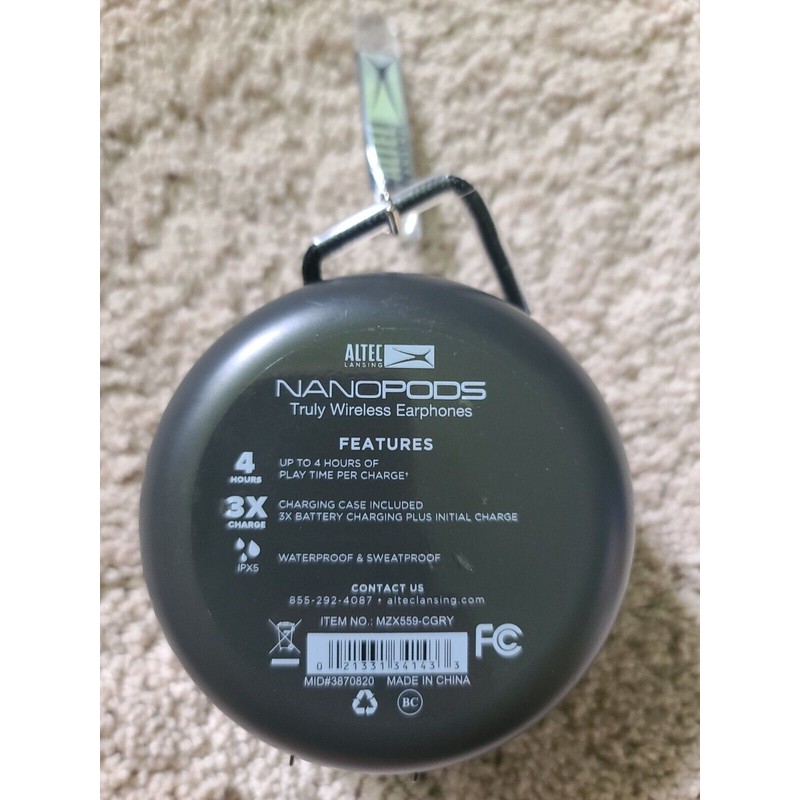 ALTEC
LANSING
NANOPODS
Truly Wireless Earphones
FEATURES
4
HOURS
UP TO 4 HOURS OF
PLAY TIME PER CHARGE†
3X
CHARGE
CHARGING CASE INCLUDED
3X BATTERY CHARGING PLUS INITIAL CHARGE
IPX5
WATERPROOF & SWEATPROOF
CONTACT US
855-292-4087 • alteclansing.com
ITEM NO.: MZX559-CGRY
FC
0 21331 34143 3
MID#3870820 MADE IN CHINA
BC